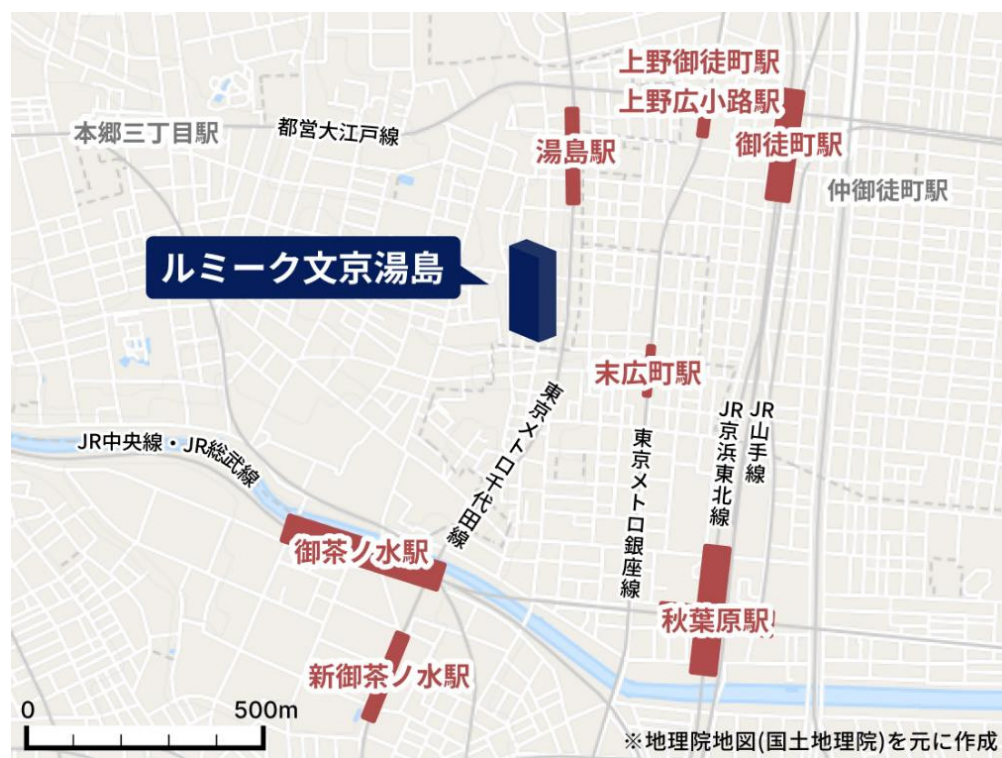 上野御徒町駅
上野広小路駅
本郷三丁目駅
都営大江戸線
湯島駅
御徒町駅
仲御徒町駅
ルミーク文京湯島
末広町駅
東京メトロ千代田線
JR京浜東北線
JR山手線
JR中央線・JR総武線
東京メトロ銀座線
御茶ノ水駅
秋葉原駅
新御茶ノ水駅
0 500m
※地理院地図(国土地理院)を元に作成